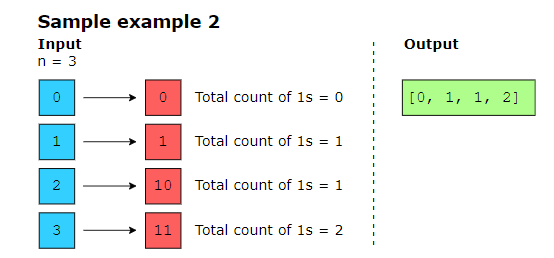 Sample example 2
Input
Output
n = 3
0 0 Total count of 1s = 0
[0, 1, 1, 2]
1 1 Total count of 1s = 1
2 10 Total count of 1s = 1
3 11 Total count of 1s = 2